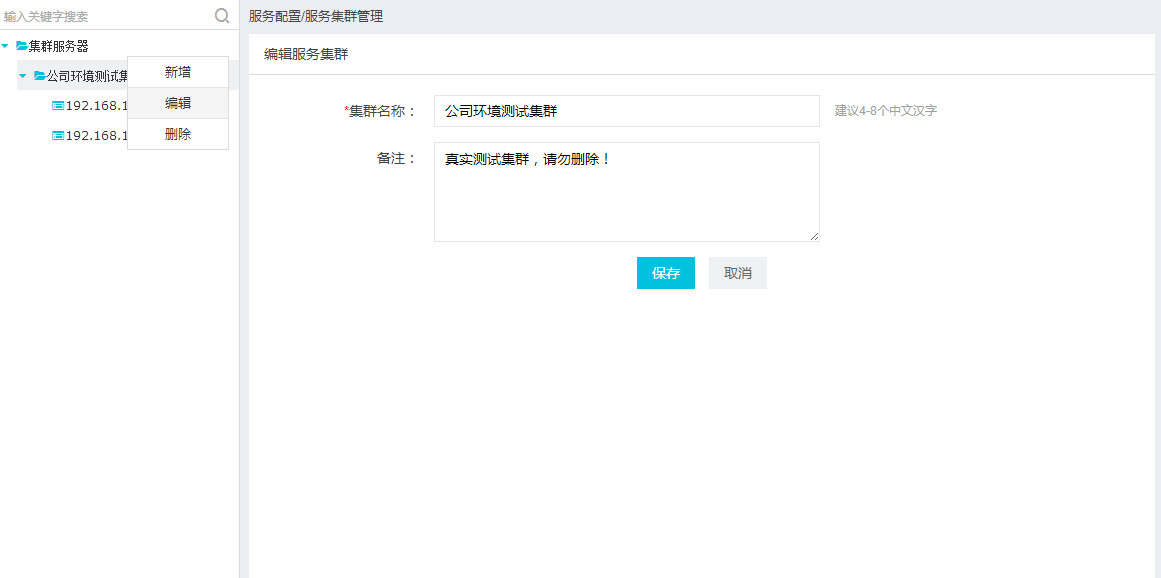 输入关键字搜索
集群服务器
公司环境测试集
192.168.1
192.168.1
新增
编辑
删除
服务配置/服务集群管理
编辑服务集群
*集群名称： 公司环境测试集群 建议4-8个中文汉字
备注： 真实测试集群，请勿删除！
保存 取消